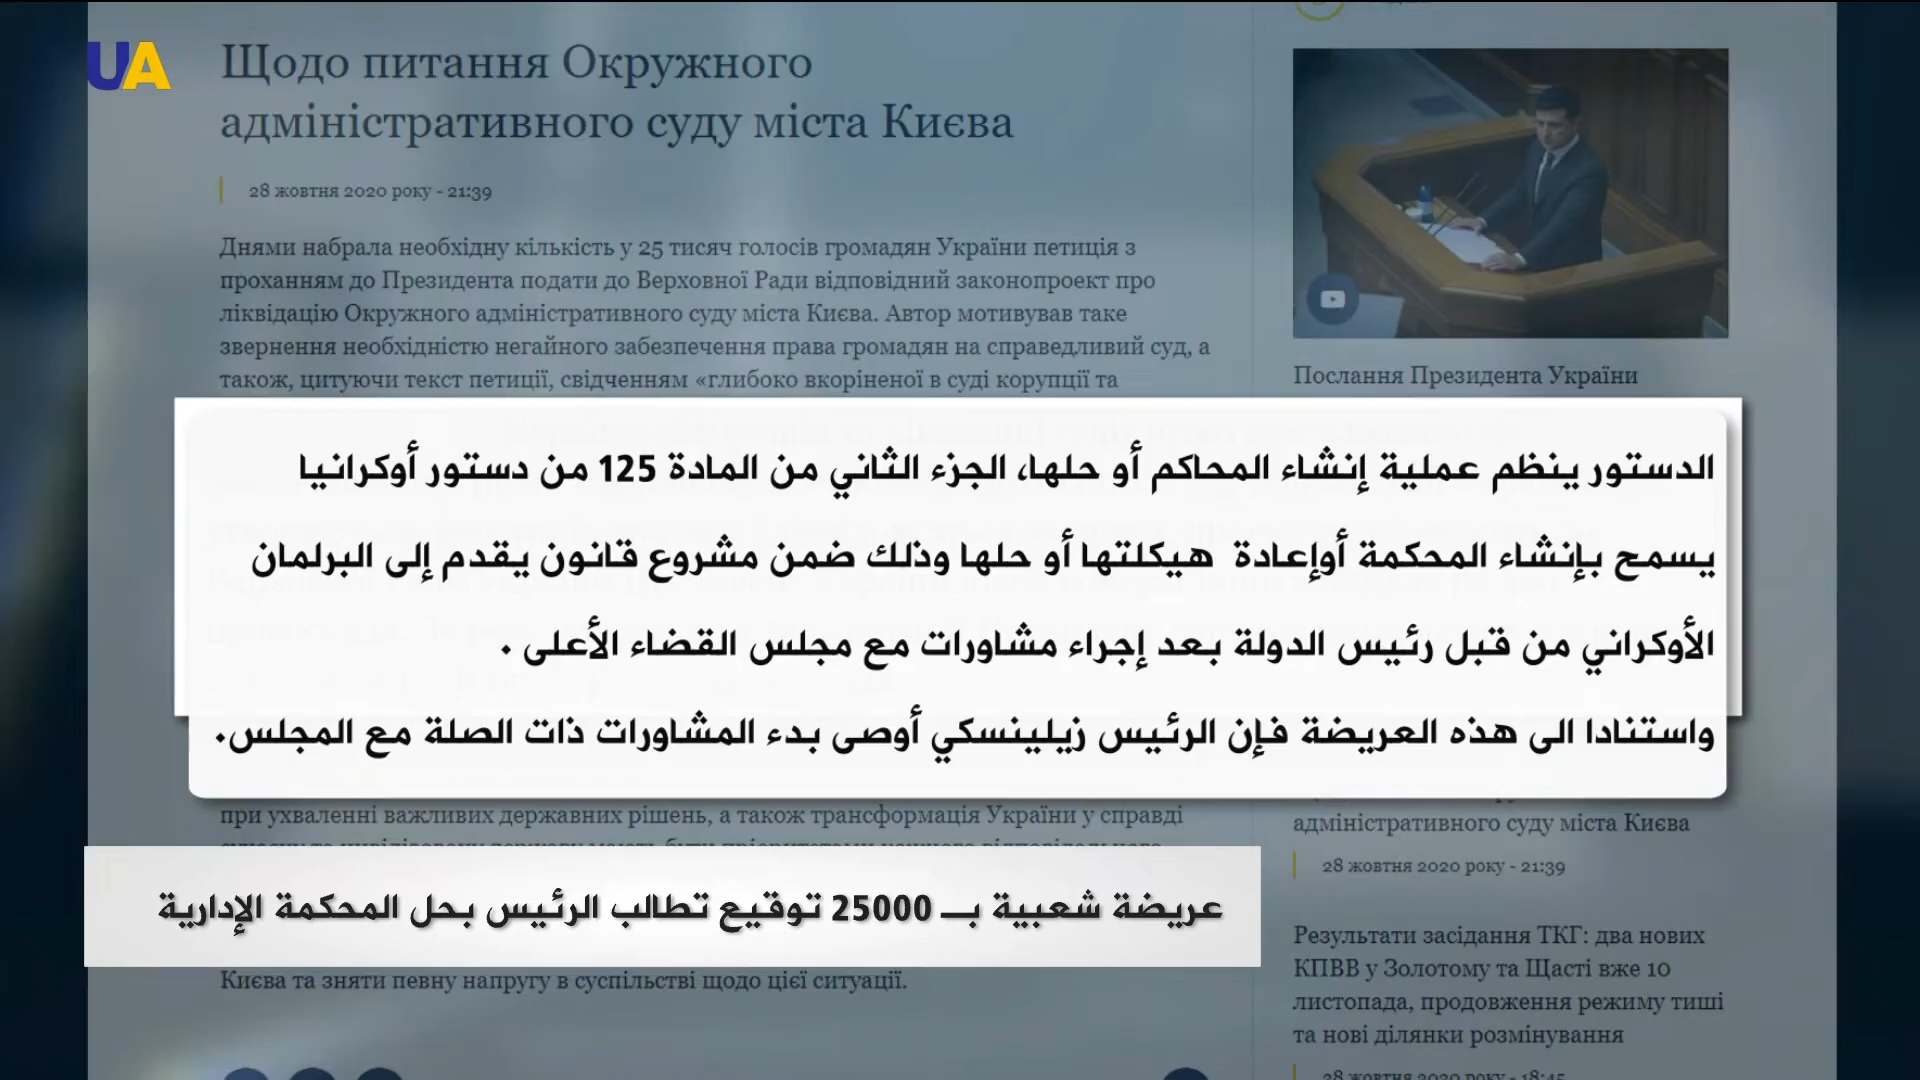 UA
Щодо питання Окружного
адміністративного суду міста Києва
28 жовтня 2020 року - 21:39
Днями набрала необхідну кількість у 25 тисяч голосів громадян України петиція з
проханням до Президента подати до Верховної Ради відповідний законопроект про
ліквідацію Окружного адміністративного суду міста Києва. Автор мотивував таке
звернення необхідністю негайного забезпечення права громадян на справедливий суд, а
також, цитуючи текст петиції, свідченням «глибоко вкоріненої в суді корупції та
Послання Президента України
الدستور ينظم عملية إنشاء المحاكم أو حلها، الجزء الثاني من المادة 125 من دستور أوكرانيا
يسمح بإنشاء المحكمة أوإعادة هيكلتها أو حلها وذلك ضمن مشروع قانون يقدم إلى البرلمان
الأوكراني من قبل رئيس الدولة بعد إجراء مشاورات مع مجلس القضاء الأعلى .
واستنادا الى هذه العريضة فإن الرئيس زيلينسكي أوصى بدء المشاورات ذات الصلة مع المجلس.
при ухваленні важливих державних рішень, а також трансформація України у справді
عريضة شعبية بـ 25000 توقيع تطالب الرئيس بحل المحكمة الإدارية
Києва та зняти певну напругу в суспільстві щодо цієї ситуації.
адміністративного суду міста Києва
28 жовтня 2020 року - 21:39
Результати засідання ТКГ: два нових
КПВВ у Золотому та Щасті вже 10
листопада, продовження режиму тиші
та нові ділянки розмінування
28 жовтня 2020 року - 18:45